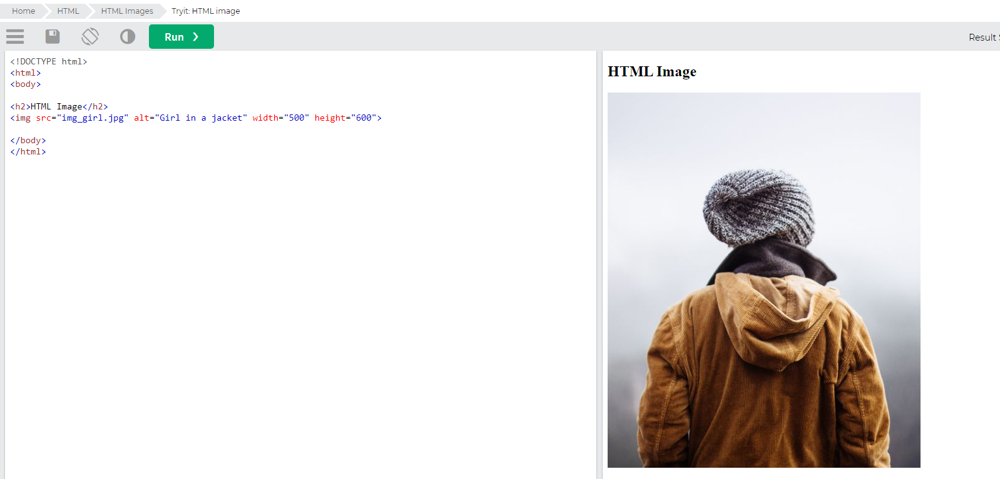 Home HTML HTML Images Tryit: HTML image
Run ❯ Result
<!DOCTYPE html>
<html>
<body>
<h2>HTML Image</h2>
<img src="img_girl.jpg" alt="Girl in a jacket" width="500" height="600">
</body>
</html>
HTML Image